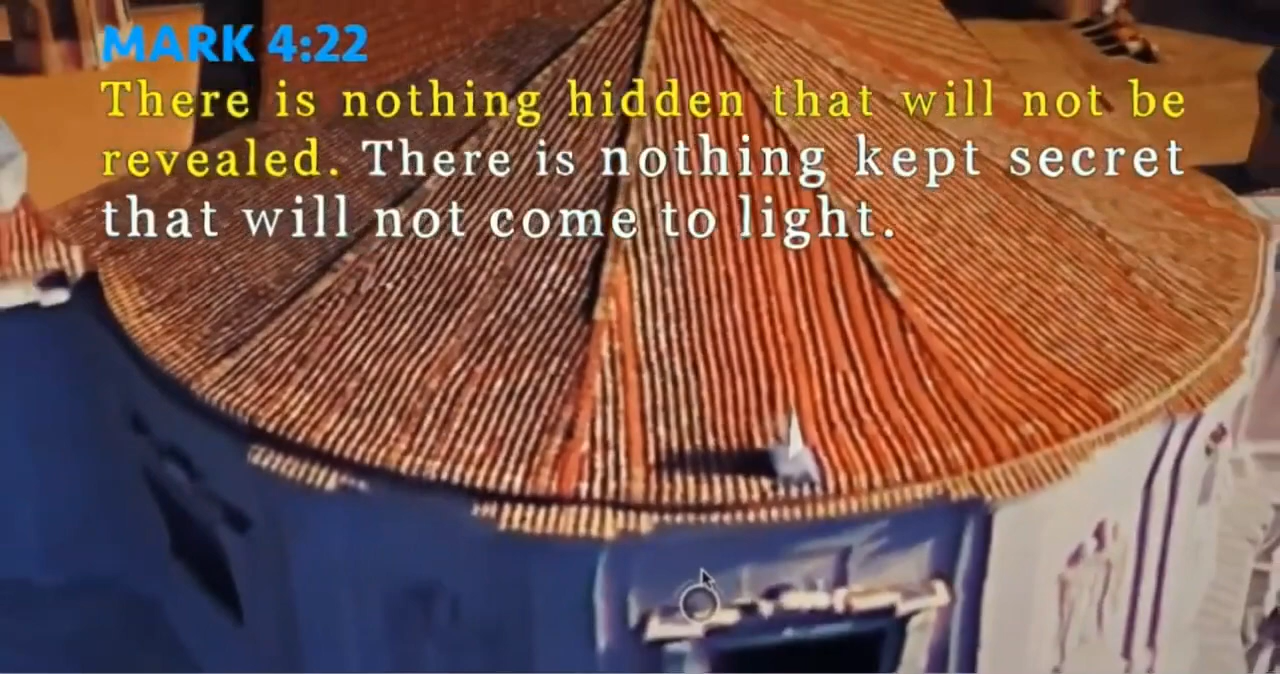 MARK 4:22
There is nothing hidden that will not be
revealed. There is nothing kept secret
that will not come to light.